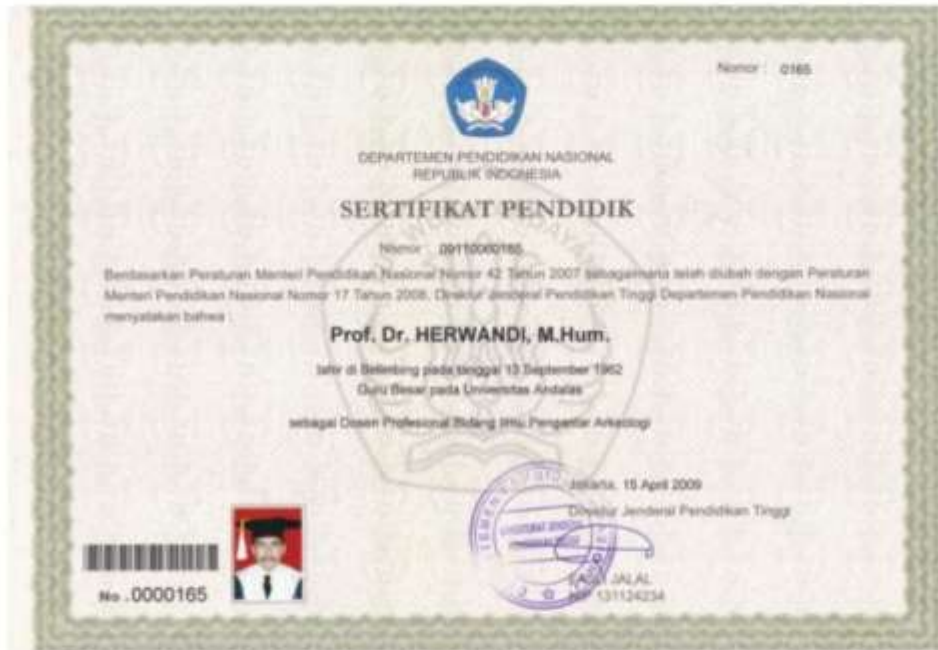 Nomor : 0165
DEPARTEMEN PENDIDIKAN NASIONAL
REPUBLIK INDONESIA
SERTIFIKAT PENDIDIK
Nomor : 09110000165
Berdasarkan Peraturan Menteri Pendidikan Nasional Nomor 42 Tahun 2007 sebagaimana telah diubah dengan Peraturan
Menteri Pendidikan Nasional Nomor 17 Tahun 2008, Direktur Jenderal Pendidikan Tinggi Departemen Pendidikan Nasional
menyatakan bahwa :
Prof. Dr. HERWANDI, M.Hum.
lahir di Belimbing pada tanggal 13 September 1962
Guru Besar pada Universitas Andalas
sebagai Dosen Profesional Bidang Ilmu Pengantar Arkeologi
Jakarta, 15 April 2009
Direktur Jenderal Pendidikan Tinggi
JALAL
131124234
No .0000165